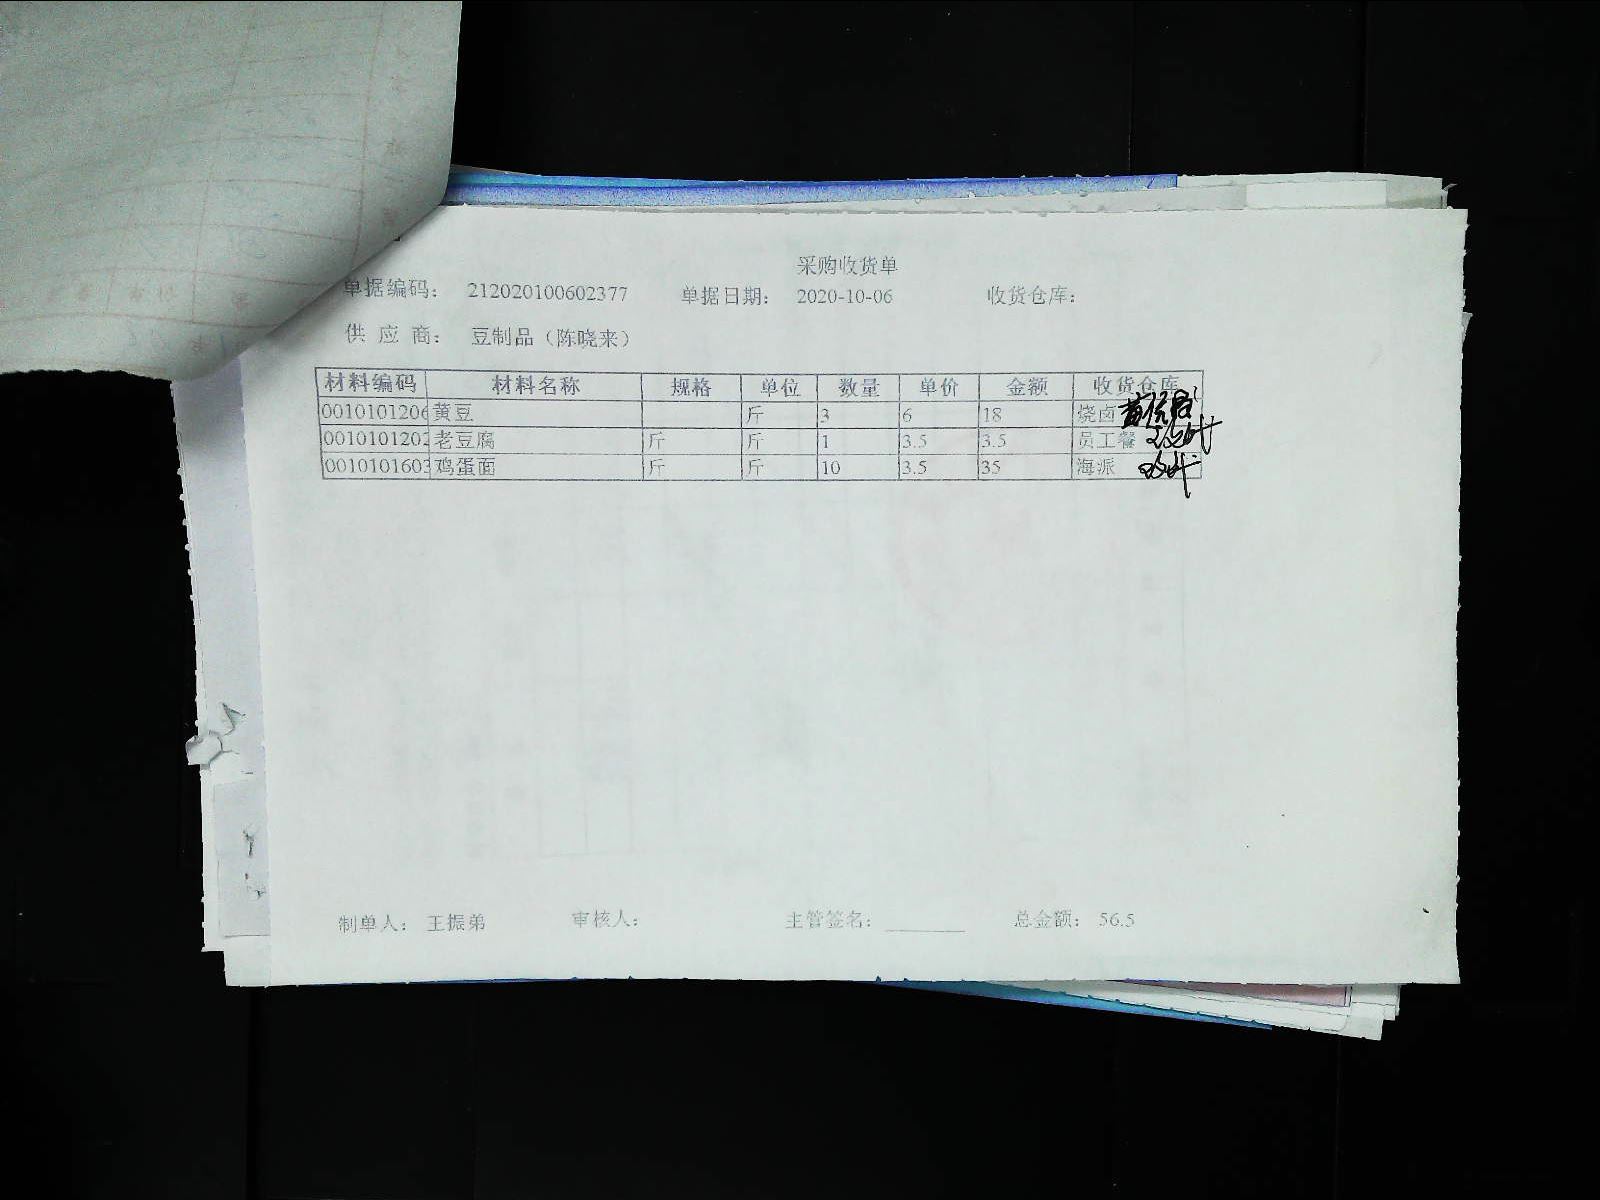 采购收货单
单据编码： 212020100602377 单据日期： 2020-10-06 收货仓库：
供 应 商： 豆制品（陈晓来）
材料编码 材料名称 规格 单位 数量 单价 金额 收货仓库
0010101206 黄豆 斤 3 6 18 烧卤
0010101202 老豆腐 斤 斤 1 3.5 3.5 员工餐
0010101603 鸡蛋面 斤 斤 10 3.5 35 海派
制单人： 王振弟 审核人： 主管签名： 总金额： 56.5